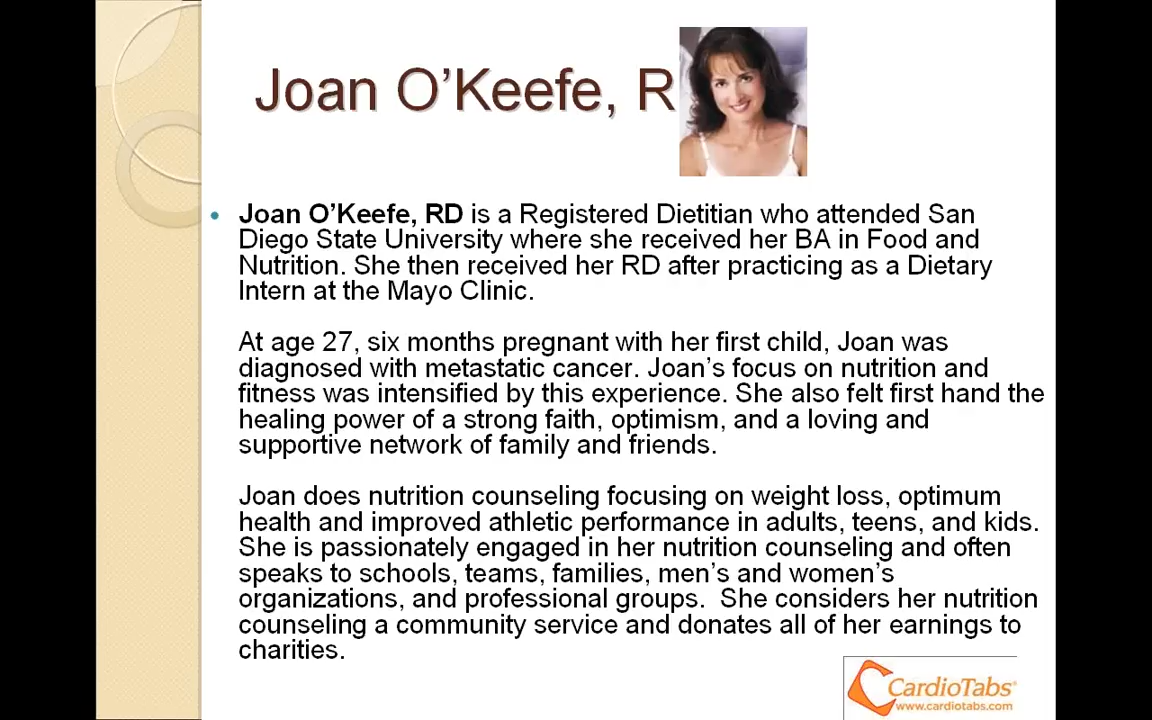 Joan O’Keefe, R
Joan O’Keefe, RD is a Registered Dietitian who attended San
Diego State University where she received her BA in Food and
Nutrition. She then received her RD after practicing as a Dietary
Intern at the Mayo Clinic.
At age 27, six months pregnant with her first child, Joan was
diagnosed with metastatic cancer. Joan’s focus on nutrition and
fitness was intensified by this experience. She also felt first hand the
healing power of a strong faith, optimism, and a loving and
supportive network of family and friends.
Joan does nutrition counseling focusing on weight loss, optimum
health and improved athletic performance in adults, teens, and kids.
She is passionately engaged in her nutrition counseling and often
speaks to schools, teams, families, men’s and women’s
organizations, and professional groups.  She considers her nutrition
counseling a community service and donates all of her earnings to
charities.
CardioTabs®
www.cardiotabs.com